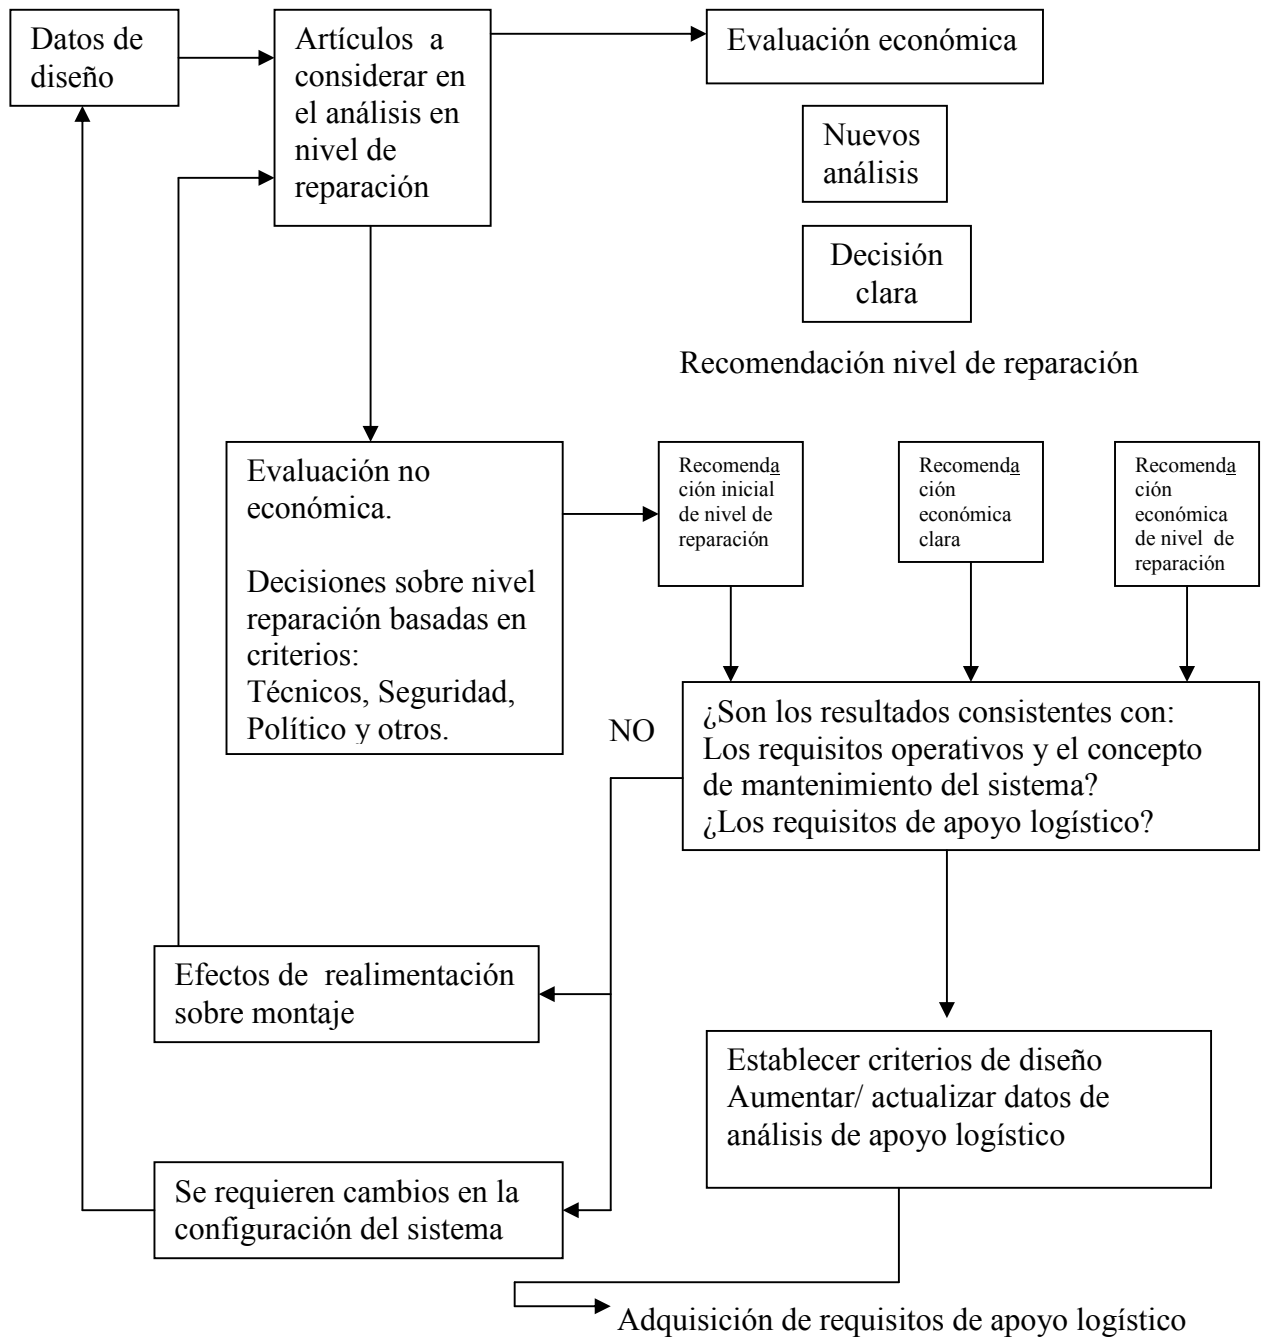 Datos de
diseño
Artículos a
considerar en
el análisis en
nivel de
reparación
Evaluación económica
Nuevos
análisis
Decisión
clara
Recomendación nivel de reparación
Evaluación no
económica.
Decisiones sobre nivel
reparación basadas en
criterios:
Técnicos, Seguridad,
Político y otros.
Recomenda
ción inicial
de nivel de
reparación
Recomenda
ción
económica
clara
Recomenda
ción
económica
de nivel de
reparación
NO
¿Son los resultados consistentes con:
Los requisitos operativos y el concepto
de mantenimiento del sistema?
¿Los requisitos de apoyo logístico?
Efectos de realimentación
sobre montaje
Establecer criterios de diseño
Aumentar/ actualizar datos de
análisis de apoyo logístico
Se requieren cambios en la
configuración del sistema
Adquisición de requisitos de apoyo logístico